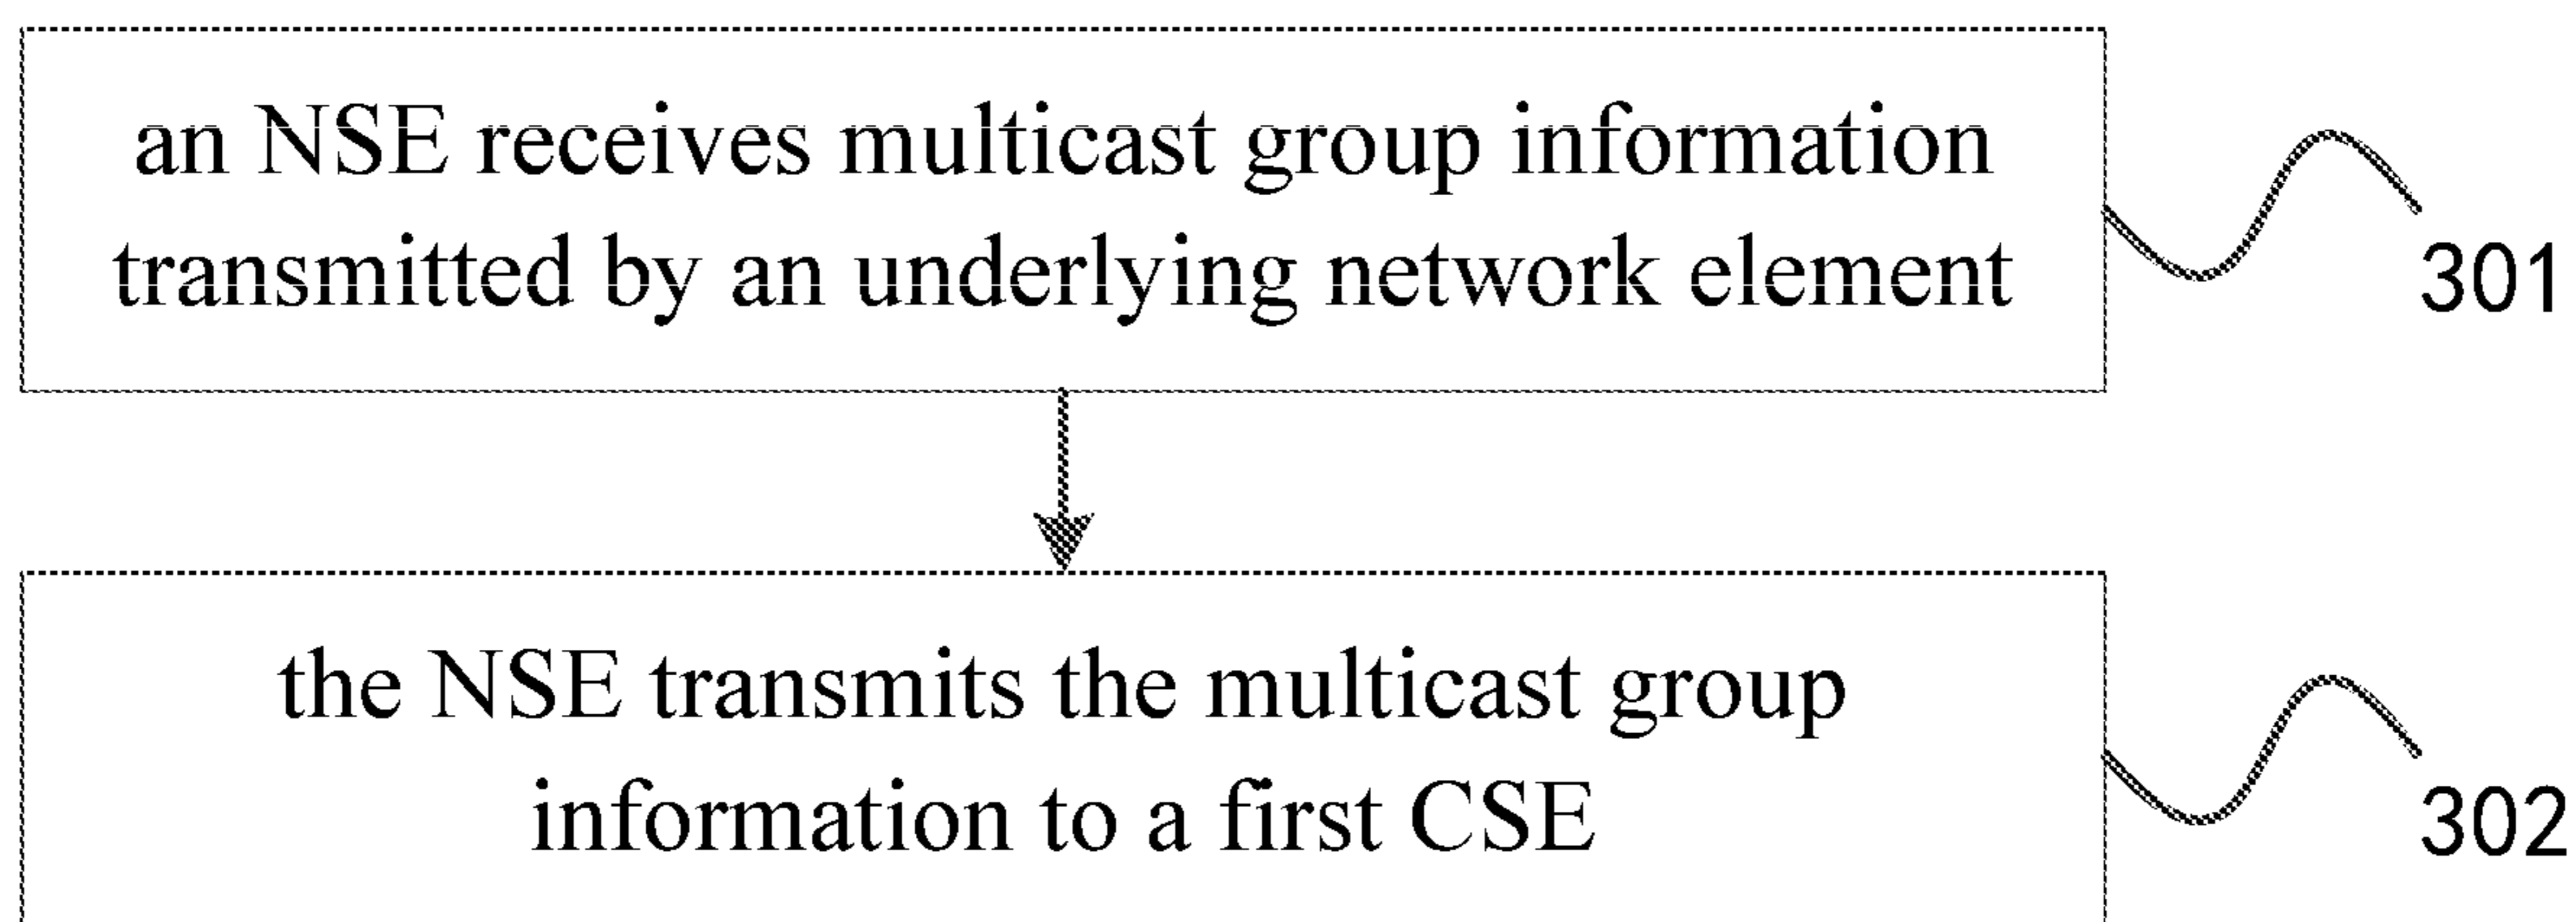 an NSE receives multicast group information
transmitted by an underlying network element
301
the NSE transmits the multicast group
information to a first CSE
302